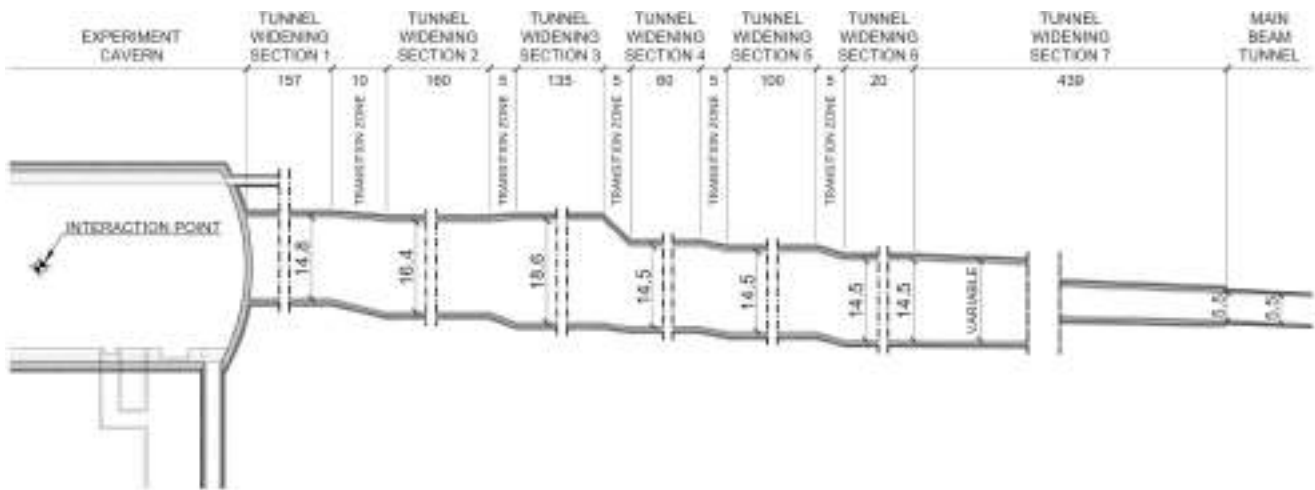 EXPERIMENT
CAVERN
TUNNEL
WIDENING
SECTION 1
TUNNEL
WIDENING
SECTION 2
TUNNEL
WIDENING
SECTION 3
TUNNEL
WIDENING
SECTION 4
TUNNEL
WIDENING
SECTION 5
TUNNEL
WIDENING
SECTION 6
TUNNEL
WIDENING
SECTION 7
MAIN
BEAM
TUNNEL
157
10
160
5
135
5
5
100
5
20
439
TRANSITION ZONE
TRANSITION ZONE
TRANSITION ZONE
TRANSITION ZONE
TRANSITION ZONE
INTERACTION POINT
14.8
16.4
18.6
14.5
14.5
14.5
14.5
VARIABLE
5.5
5.5